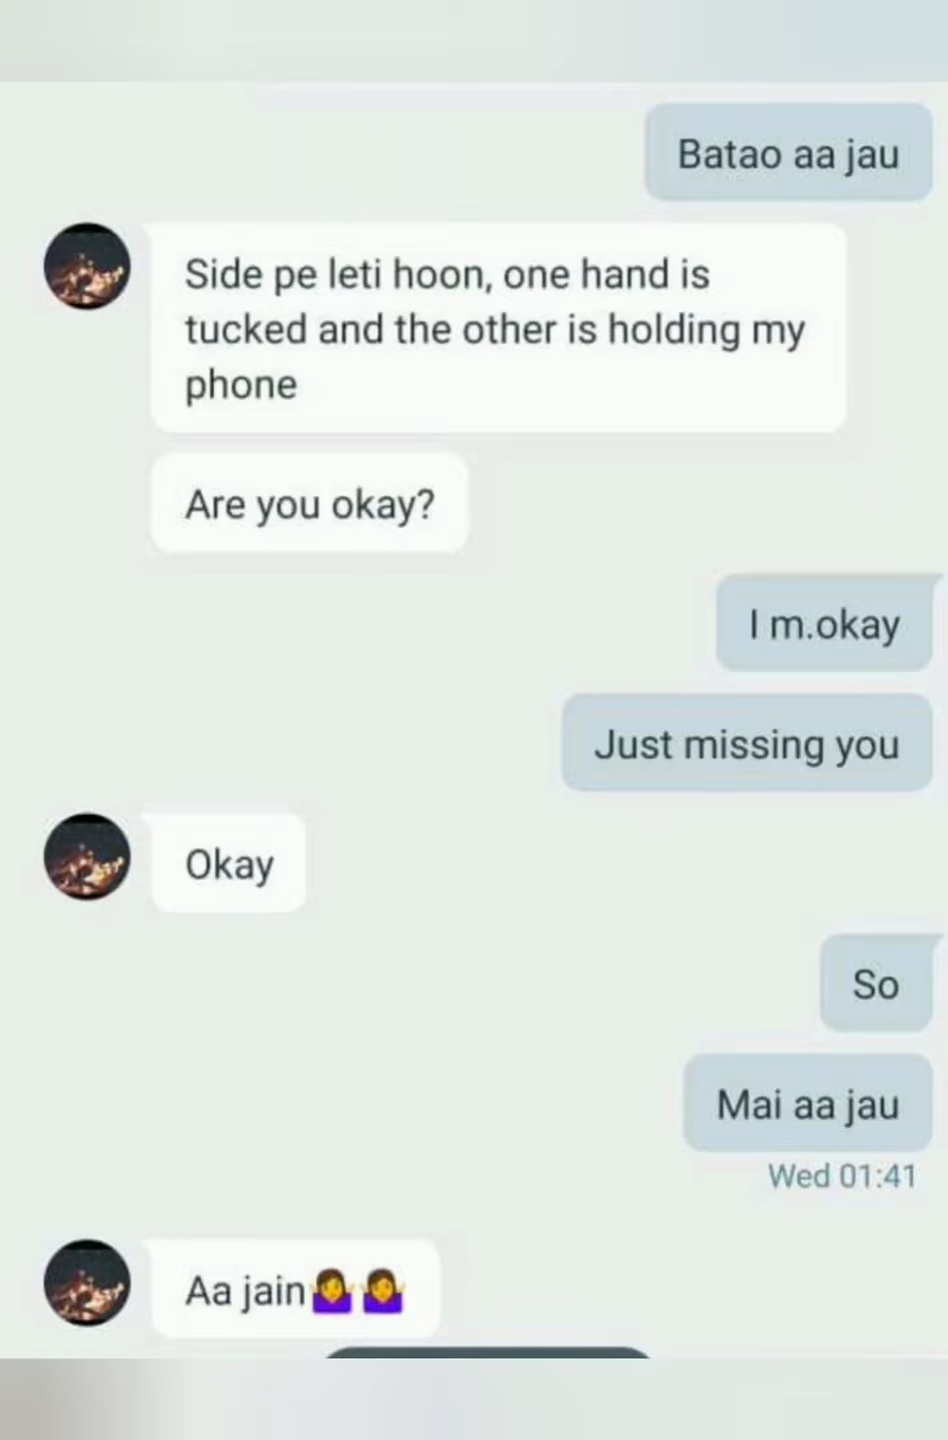 Batao aa jau
Side pe leti hoon, one hand is
tucked and the other is holding my
phone
Are you okay?
I m.okay
Just missing you
Okay
So
Mai aa jau
Wed 01:41
Aa jain🤷‍♀️🤷‍♀️